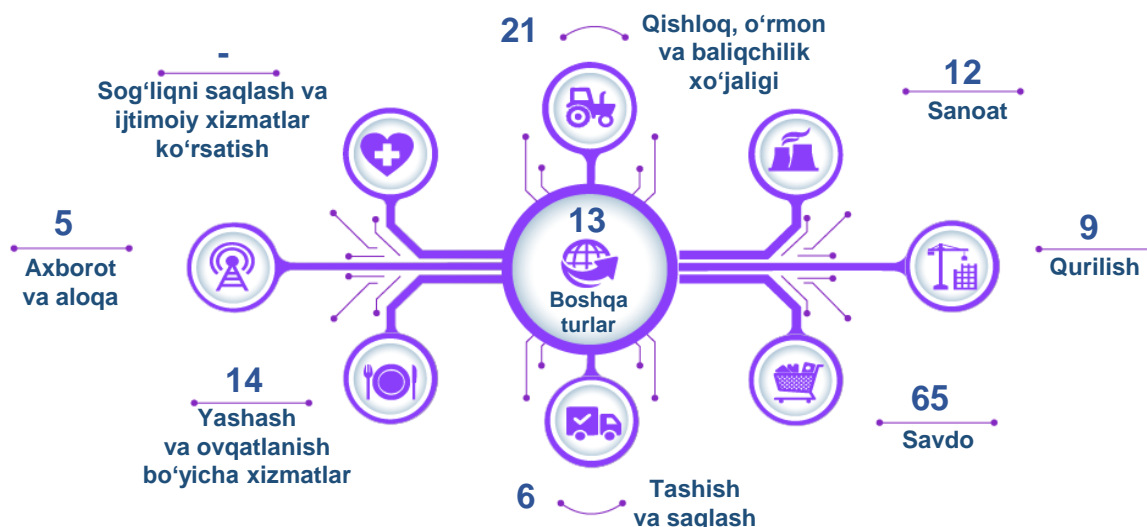 -
Sog‘liqni saqlash va
ijtimoiy xizmatlar
ko‘rsatish
21
Qishloq, o‘rmon
va baliqchilik
xo‘jaligi
12
Sanoat
5
Axborot
va aloqa
13
Boshqa
turlar
9
Qurilish
14
Yashash
va ovqatlanish
bo‘yicha xizmatlar
65
Savdo
6
Tashish
va saqlash